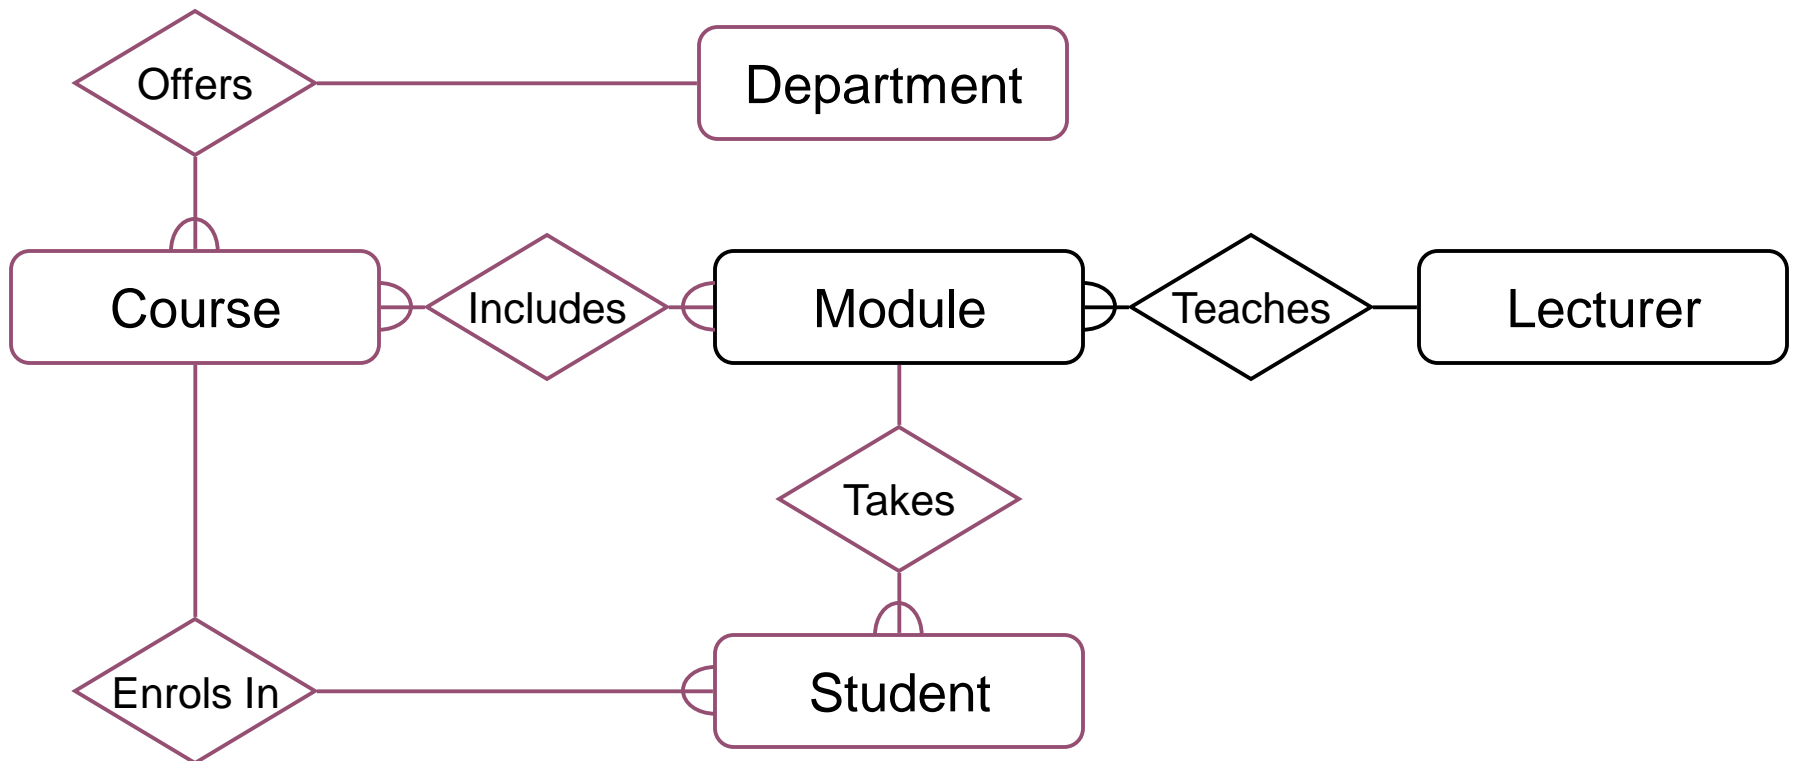 Offers
Department
Course
Includes
Module
Teaches
Lecturer
Takes
Enrols In
Student